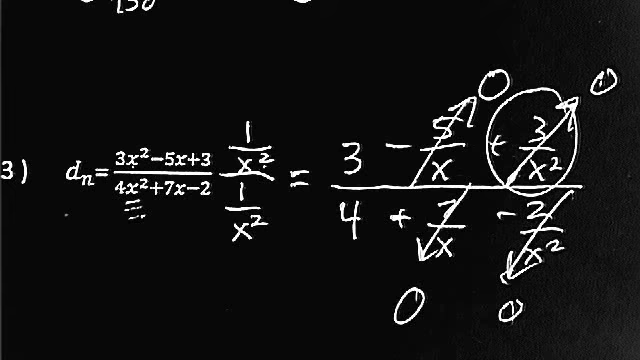 150
3) dₙ= (3x²−5x+3)/(4x²+7x−2) (1/x²)/(1/x²) = (3 − 5/x + 3/x²)/(4 + 7/x − 2/x²)
0 0
0 0